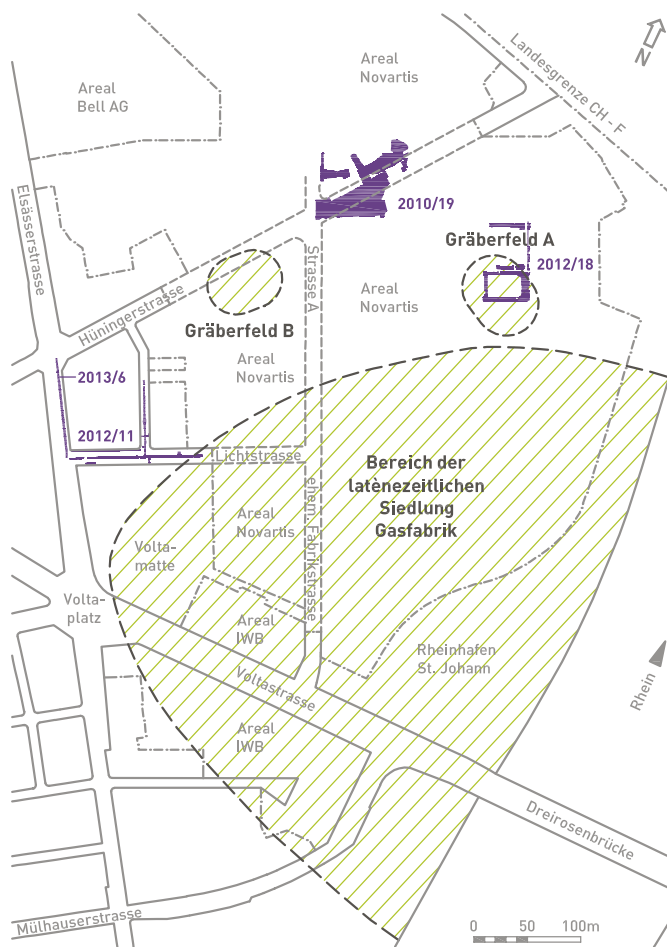 Areal
Novartis
Landesgrenze CH - F
N
Areal
Bell AG
Elsässerstrasse
2010/19
Gräberfeld A
2012/18
Strasse A
Areal
Novartis
Hüningerstrasse
Gräberfeld B
Areal
Novartis
2013/6
2012/11
Lichtstrasse
Bereich der
latènezeitlichen
Siedlung
Gasfabrik
ehem. Fabrikstrasse
Areal
Novartis
Volta-
matte
Volta-
platz
Areal
IWB
Rheinhafen
St. Johann
Rhein
Voltastrasse
Areal
IWB
Dreirosenbrücke
Mülhauserstrasse
0 50 100m